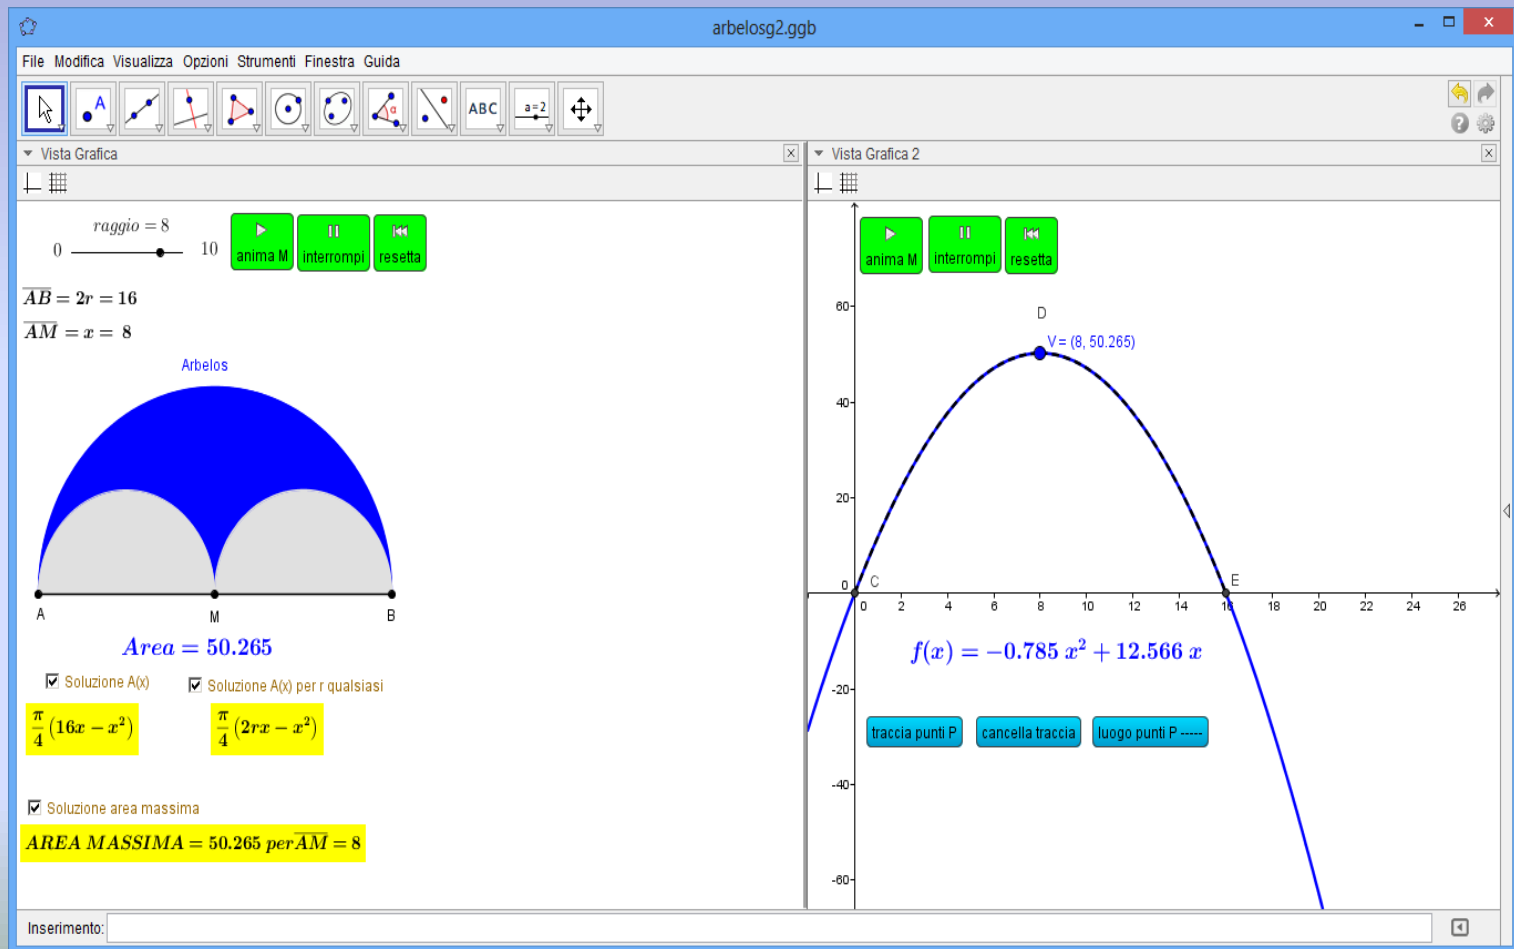 arbelosg2.ggb
File Modifica Visualizza Opzioni Strumenti Finestra Guida
A α ABC a=2
Vista Grafica
raggio = 8
0 10
anima M interrompi resetta
AB = 2r = 16
AM = x = 8
Arbelos
A M B
Area = 50.265
Soluzione A(x) Soluzione A(x) per r qualsiasi
π/4 (16x − x²) π/4 (2rx − x²)
Soluzione area massima
AREA MASSIMA = 50.265 perAM = 8
Vista Grafica 2
anima M interrompi resetta
60
D
V = (8, 50.265)
40
20
0 C E
0 2 4 6 8 10 12 14 16 18 20 22 24 26
f(x) = −0.785 x² + 12.566 x
-20
traccia punti P cancella traccia luogo punti P -----
-40
-60
Inserimento: